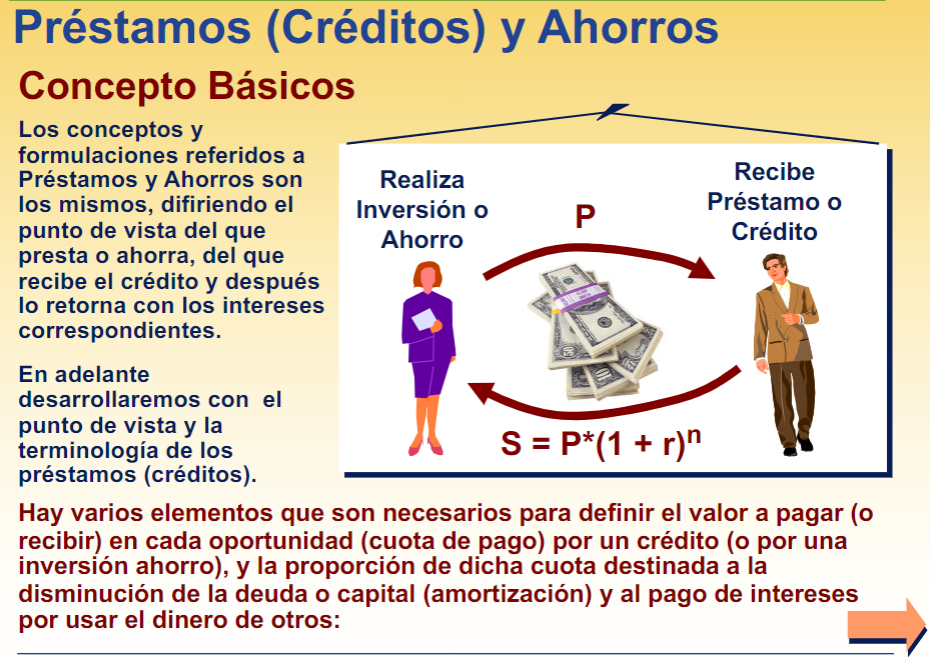 Préstamos (Créditos) y Ahorros
Concepto Básicos
Los conceptos y
formulaciones referidos a
Préstamos y Ahorros son
los mismos, difiriendo el
punto de vista del que
presta o ahorra, del que
recibe el crédito y después
lo retorna con los intereses
correspondientes.
En adelante
desarrollaremos con el
punto de vista y la
terminología de los
préstamos (créditos).
Realiza
Inversión o
Ahorro
P
Recibe
Préstamo o
Crédito
S = P*(1 + r)ⁿ
Hay varios elementos que son necesarios para definir el valor a pagar (o
recibir) en cada oportunidad (cuota de pago) por un crédito (o por una
inversión ahorro), y la proporción de dicha cuota destinada a la
disminución de la deuda o capital (amortización) y al pago de intereses
por usar el dinero de otros: